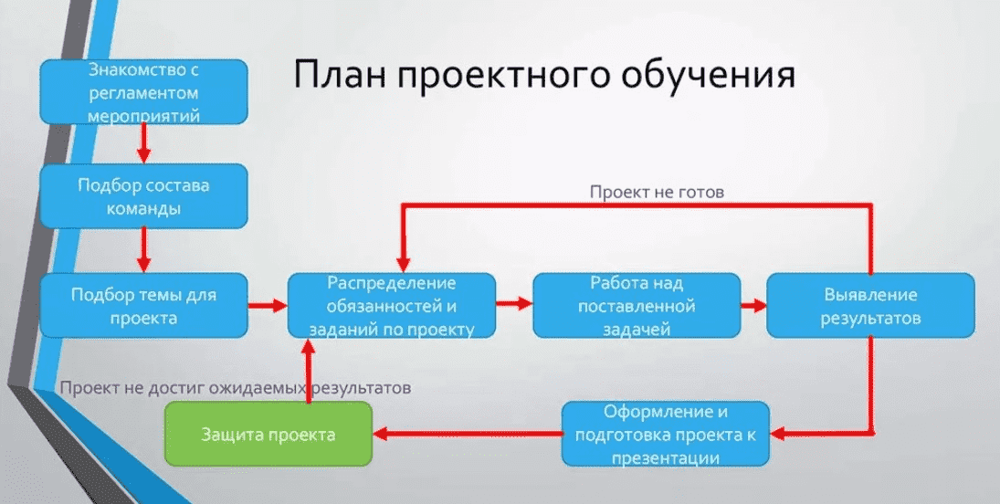 План проектного обучения
Знакомство с
регламентом
мероприятий
Подбор состава
команды
Проект не готов
Подбор темы для
проекта
Распределение
обязанностей и
заданий по проекту
Работа над
поставленной
задачей
Выявление
результатов
Проект не достиг ожидаемых результатов
Защита проекта
Оформление и
подготовка проекта к
презентации